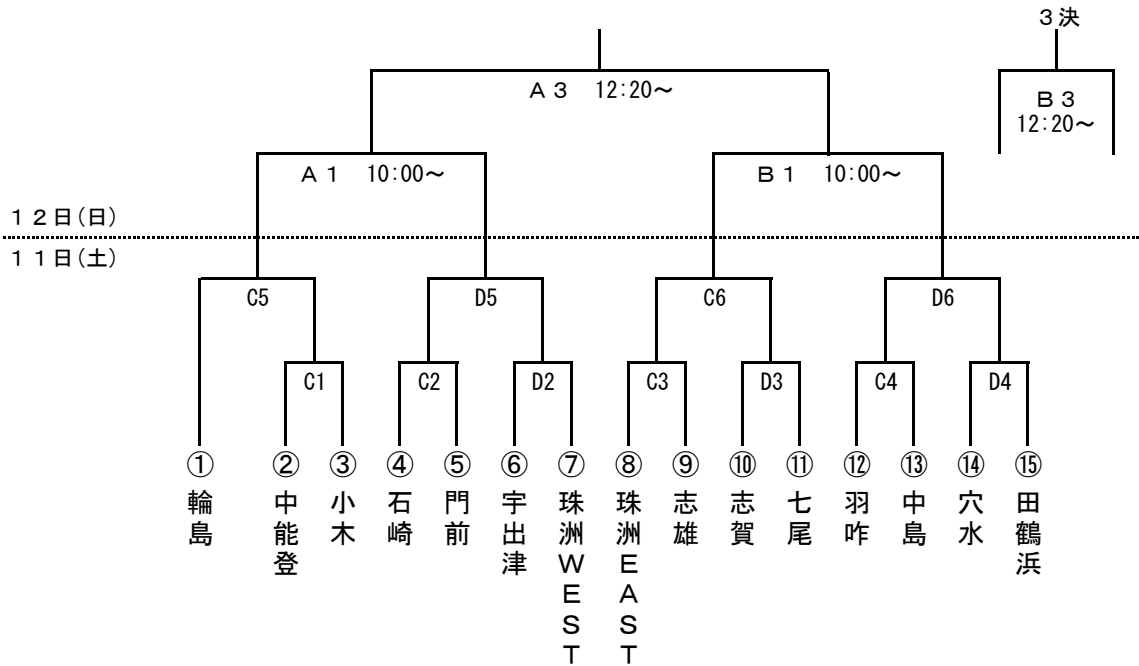 3決
A3 12:20～
B3
12:20～
A1 10:00～
B1 10:00～
12日(日)
11日(土)
C5
D5
C6
D6
C1
C2
D2
C3
D3
C4
D4
① 輪島
② 中能登
③ 小木
④ 石崎
⑤ 門前
⑥ 宇出津
⑦ 珠洲WEST
⑧ 珠洲EAST
⑨ 志雄
⑩ 志賀
⑪ 七尾
⑫ 羽咋
⑬ 中島
⑭ 穴水
⑮ 田鶴浜